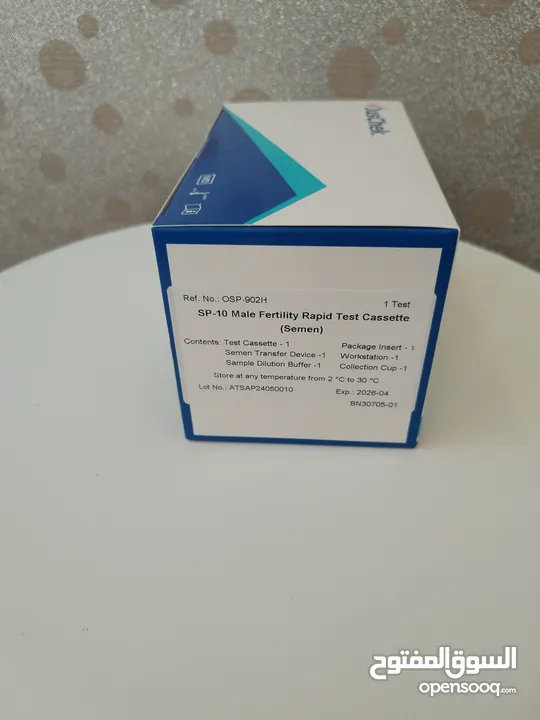 JusChek
Ref. No.: OSP-902H
1 Test
SP-10 Male Fertility Rapid Test Cassette
(Semen)
Contents: Test Cassette - 1
Package Insert - 1
Semen Transfer Device -1
Workstation -1
Sample Dilution Buffer -1
Collection Cup -1
Store at any temperature from 2 °C to 30 °C
Lot No.: ATSAP24050010
Exp.: 2026-04
BN30705-01
السوق المفتوح
opensooq.com